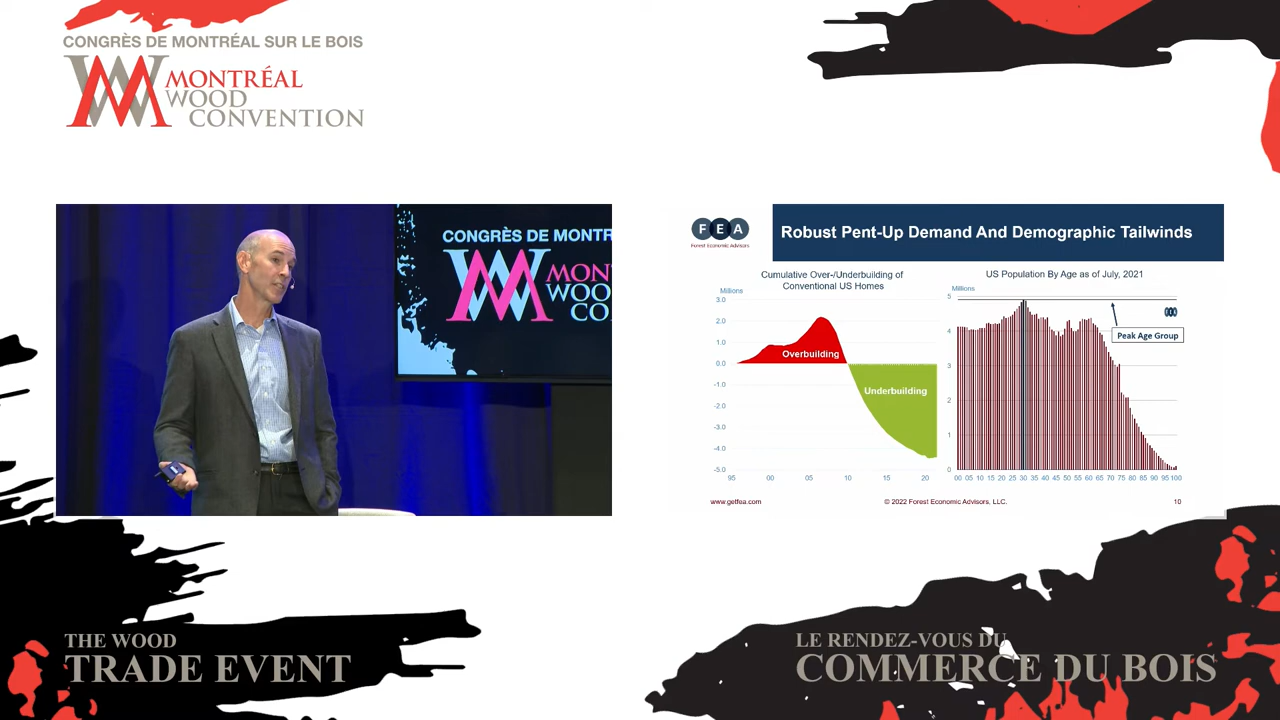 CONGRÈS DE MONTRÉAL SUR LE BOIS
MONTRÉAL
WOOD
CONVENTION
CONGRÈS DE MONTR
MON
WOO
CO
FEA
Forest Economic Advisors
Robust Pent-Up Demand And Demographic Tailwinds
Cumulative Over-/Underbuilding of
Conventional US Homes
Millions
3.0
2.0
1.0
0.0
-1.0
-2.0
-3.0
-4.0
-5.0
Overbuilding
Underbuilding
95 00 05 10 15 20
US Population By Age as of July, 2021
Millions
5
4
3
2
1
0
Peak Age Group
00 05 10 15 20 25 30 35 40 45 50 55 60 65 70 75 80 85 90 95 100
www.getfea.com
© 2022 Forest Economic Advisors, LLC.
10
THE WOOD
TRADE EVENT
LE RENDEZ-VOUS DU
COMMERCE DU BOIS